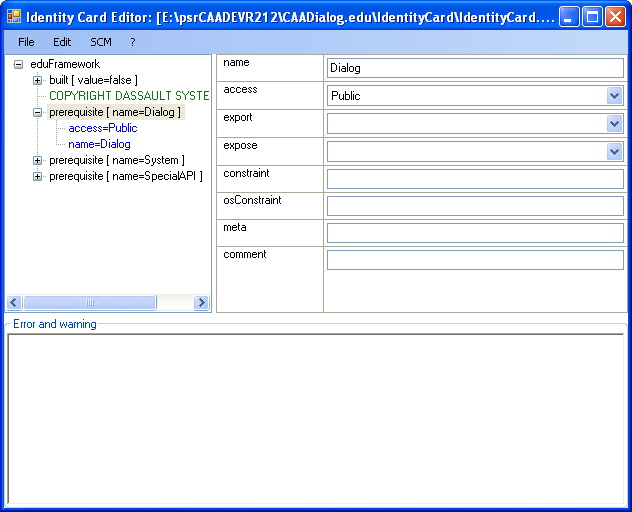 Identity Card Editor: [E:\psrCAADEVR212\CAADialog.edu\IdentityCard\IdentityCard....
File Edit SCM ?
eduFramework
built [ value=false ]
COPYRIGHT DASSAULT SYSTE
prerequisite [ name=Dialog ]
access=Public
name=Dialog
prerequisite [ name=System ]
prerequisite [ name=SpecialAPI ]
name Dialog
access Public
export
expose
constraint
osConstraint
meta
comment
Error and warning